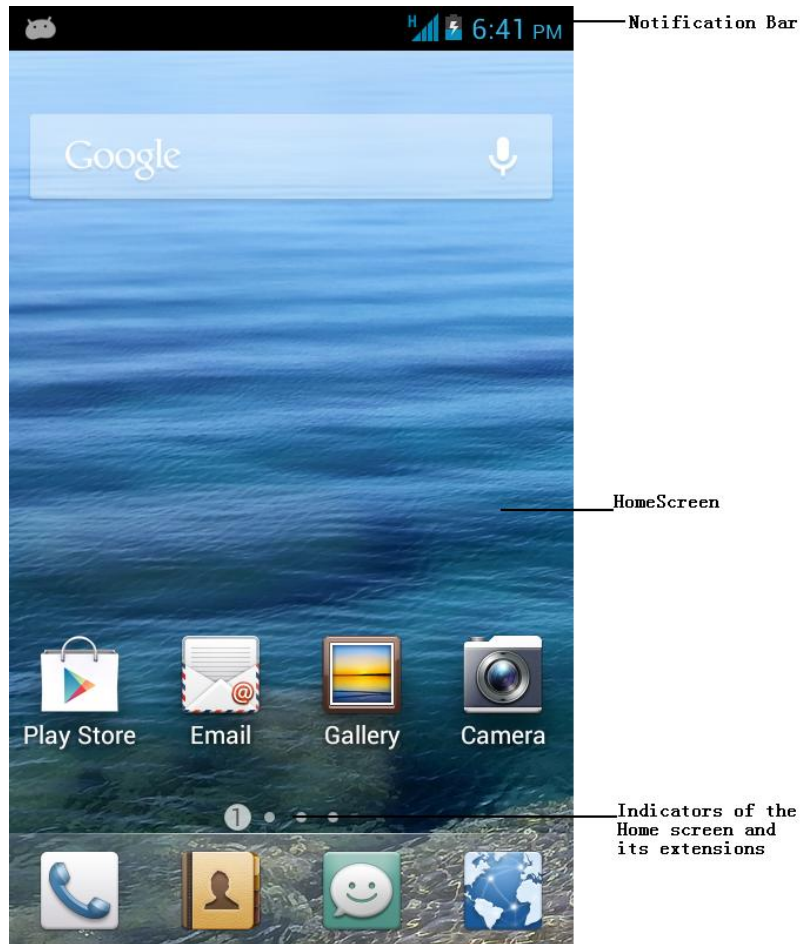 H 6:41 PM
Notification Bar
Google
HomeScreen
@
Play Store Email Gallery Camera
1
Indicators of the
Home screen and
its extensions